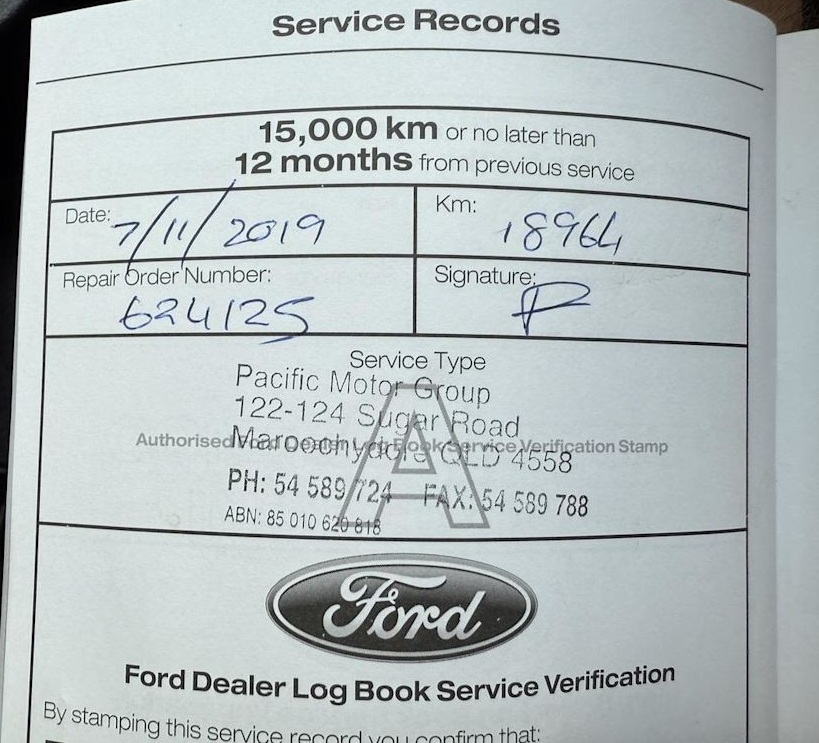 Service Records
15,000 km or no later than
12 months from previous service
Date: 7/11/2019
Km: 18964
Repair Order Number: 624125
Signature:
Service Type
Pacific Motor Group
122-124 Sugar Road
Authorised Ford Dealer Log Book Service Verification Stamp
Maroochydore QLD 4558
PH: 54 589 724 FAX: 54 589 788
ABN: 85 010 620 818
A
Ford
Ford Dealer Log Book Service Verification
By stamping this service record you confirm that: